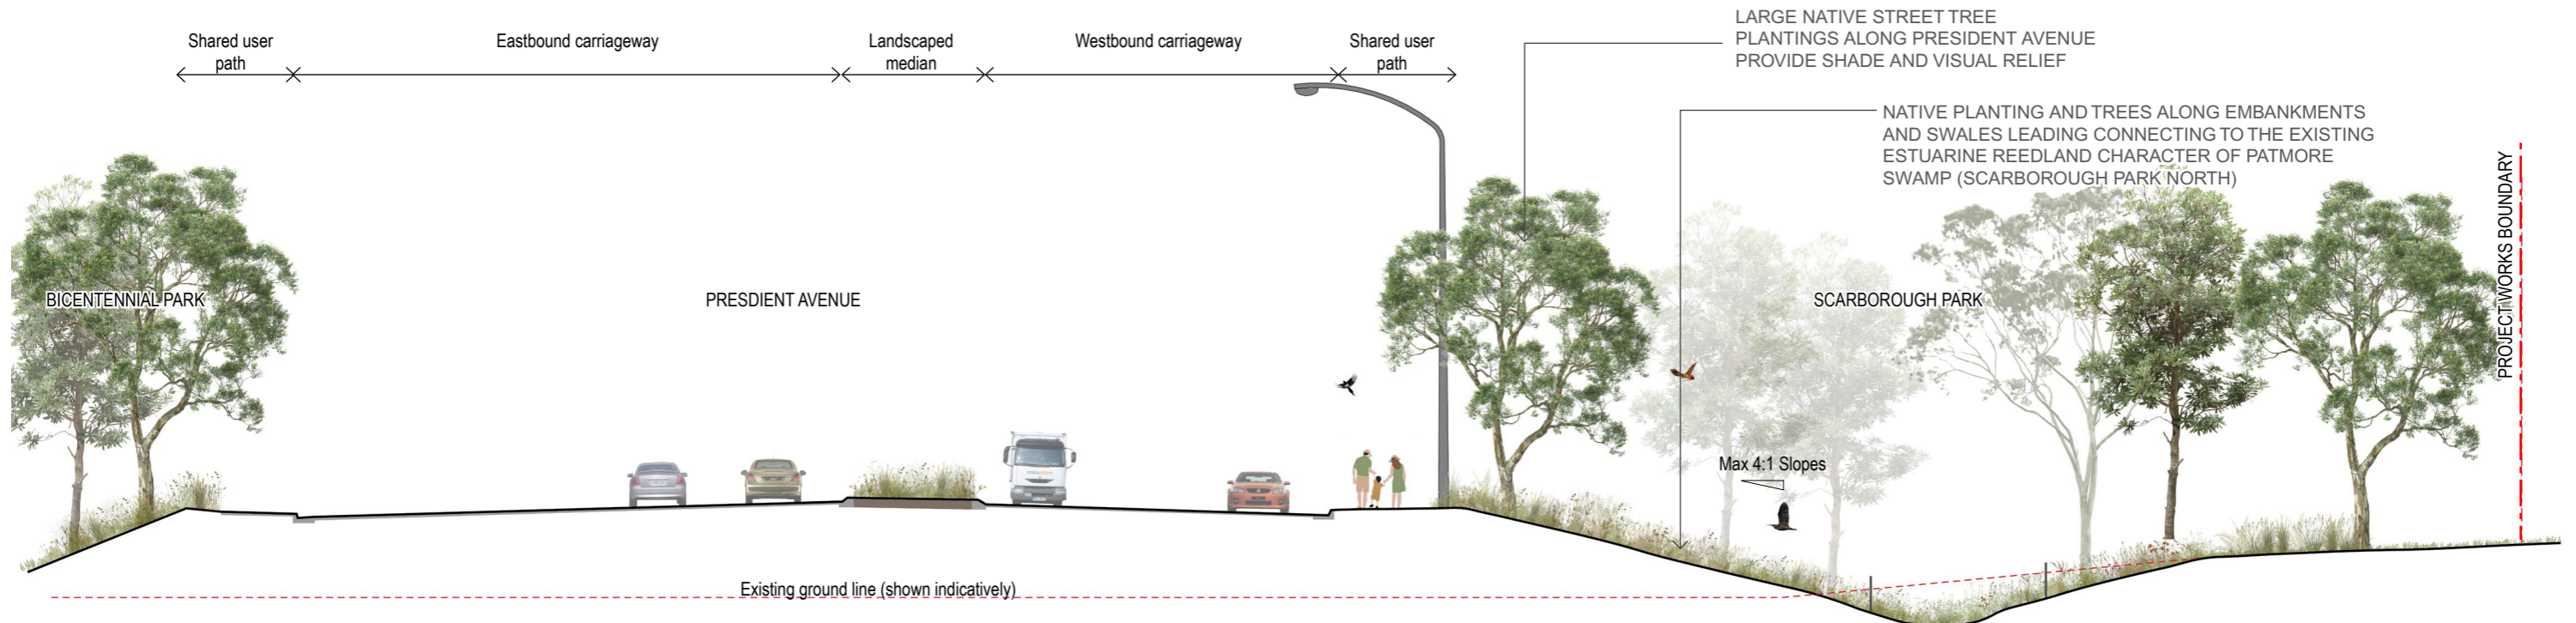 Shared user
path
Eastbound carriageway
Landscaped
median
Westbound carriageway
Shared user
path
LARGE NATIVE STREET TREE
PLANTINGS ALONG PRESIDENT AVENUE
PROVIDE SHADE AND VISUAL RELIEF
NATIVE PLANTING AND TREES ALONG EMBANKMENTS
AND SWALES LEADING CONNECTING TO THE EXISTING
ESTUARINE REEDLAND CHARACTER OF PATMORE
SWAMP (SCARBOROUGH PARK NORTH)
PROJECT WORKS BOUNDARY
BICENTENNIAL PARK
PRESDIENT AVENUE
SCARBOROUGH PARK
Max 4:1 Slopes
Existing ground line (shown indicatively)